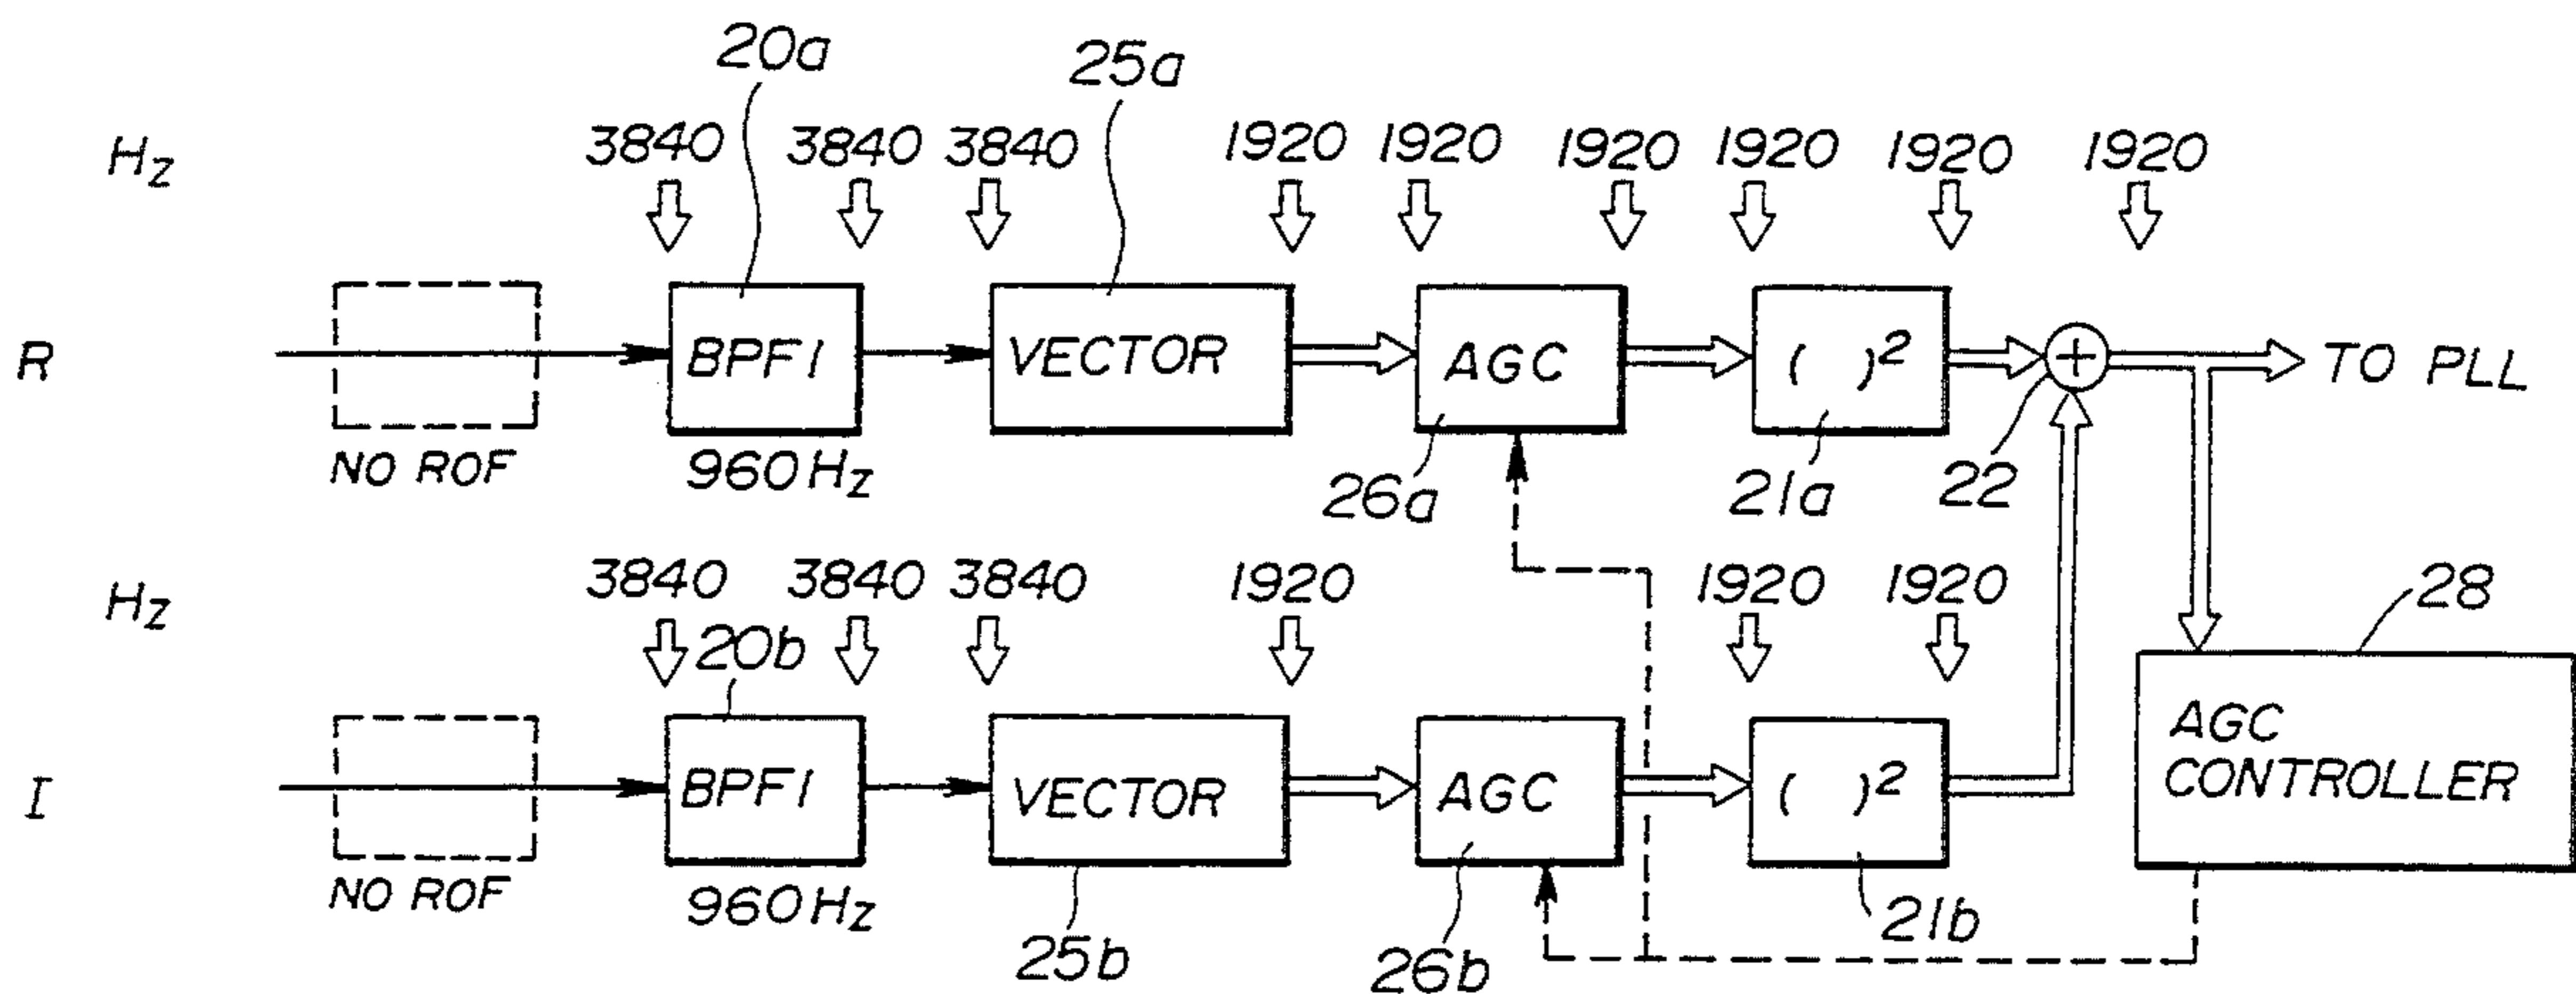 20a
25a
Hz
3840 3840 3840 1920 1920 1920 1920 1920 1920
R
BPF1
VECTOR
AGC
( )²
+
TO PLL
NO ROF
960Hz
26a
21a
22
Hz
3840 3840 3840 1920 1920 1920
20b
28
I
BPF1
VECTOR
AGC
( )²
AGC
CONTROLLER
NO ROF
960Hz
25b
26b
21b